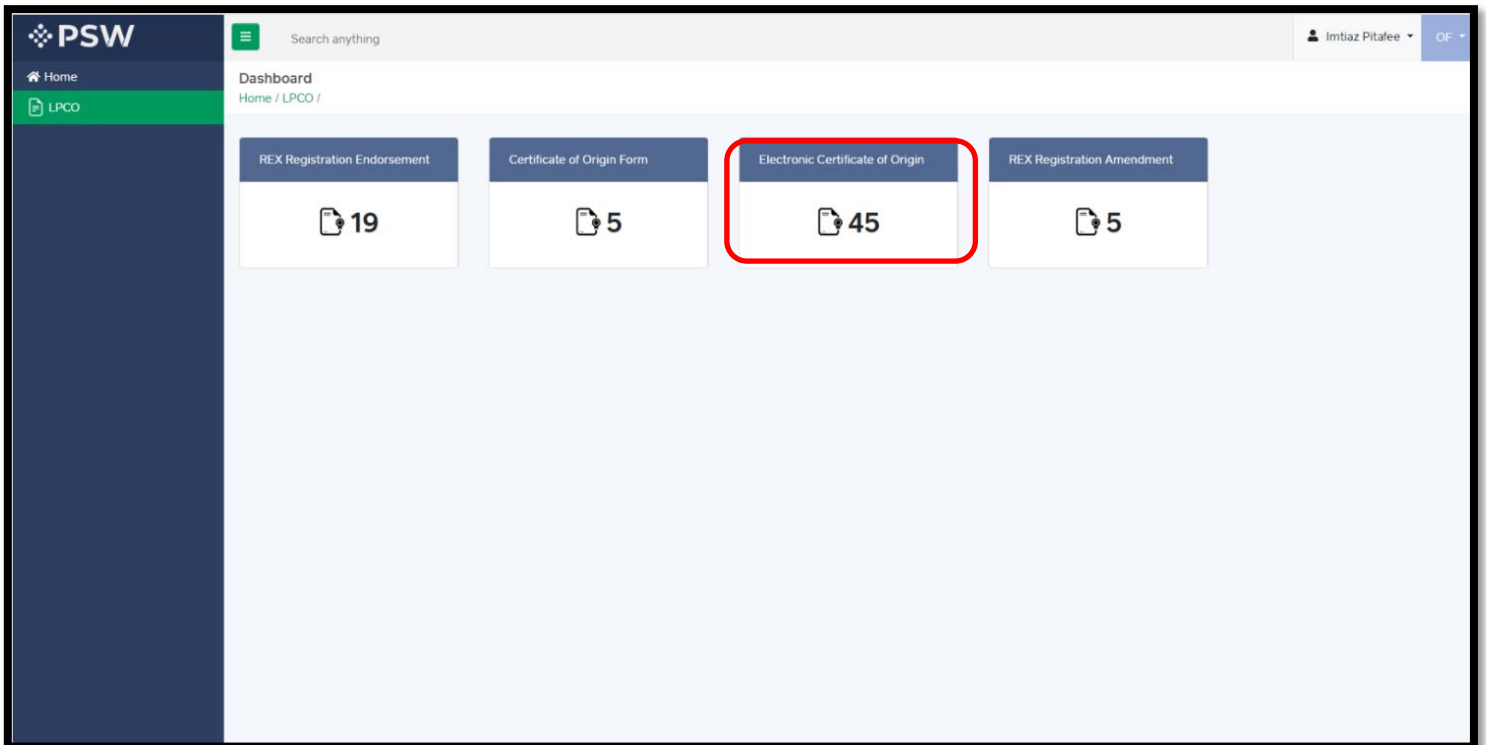 PSW
Search anything
Imtiaz Pitafee
OF
Home
LPCO
Dashboard
Home / LPCO /
REX Registration Endorsement
19
Certificate of Origin Form
5
Electronic Certificate of Origin
45
REX Registration Amendment
5